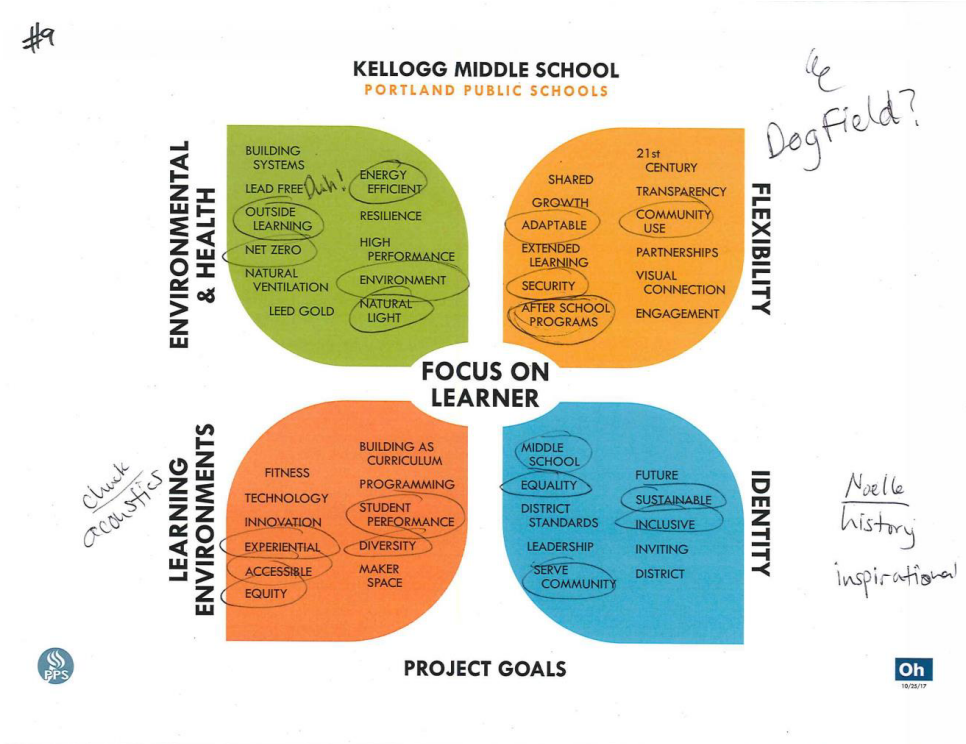 #9
KELLOGG MIDDLE SCHOOL
PORTLAND PUBLIC SCHOOLS
Dog Field?
ENVIRONMENTAL
& HEALTH
BUILDING
SYSTEMS
LEAD FREE
Duh!
OUTSIDE
LEARNING
NET ZERO
NATURAL
VENTILATION
LEED GOLD
ENERGY
EFFICIENT
RESILIENCE
HIGH
PERFORMANCE
ENVIRONMENT
NATURAL
LIGHT
SHARED
GROWTH
ADAPTABLE
EXTENDED
LEARNING
SECURITY
AFTER SCHOOL
PROGRAMS
21st
CENTURY
TRANSPARENCY
COMMUNITY
USE
PARTNERSHIPS
VISUAL
CONNECTION
ENGAGEMENT
FLEXIBILITY
FOCUS ON
LEARNER
Chuck
acoustics
LEARNING
ENVIRONMENTS
FITNESS
TECHNOLOGY
INNOVATION
EXPERIENTIAL
ACCESSIBLE
EQUITY
BUILDING AS
CURRICULUM
PROGRAMMING
STUDENT
PERFORMANCE
DIVERSITY
MAKER
SPACE
MIDDLE
SCHOOL
EQUALITY
DISTRICT
STANDARDS
LEADERSHIP
SERVE
COMMUNITY
FUTURE
SUSTAINABLE
INCLUSIVE
INVITING
DISTRICT
IDENTITY
Noelle
history
inspirational
PPS
PROJECT GOALS
Oh
10/25/17